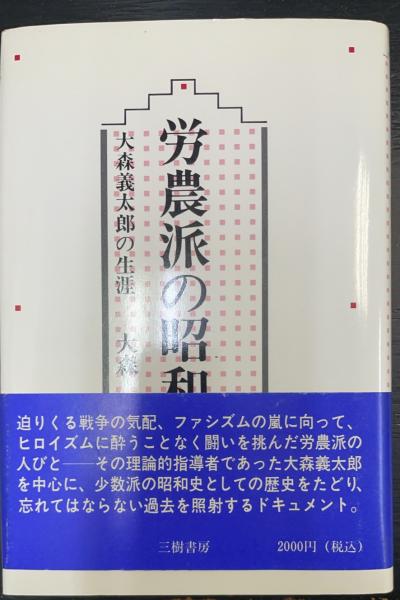 労農派の昭和
大森義太郎の生涯 大森
迫りくる戦争の気配、ファシズムの嵐に向って、
ヒロイズムに酔うことなく闘いを挑んだ労農派の
人びと――その理論的指導者であった大森義太郎
を中心に、少数派の昭和史としての歴史をたどり、
忘れてはならない過去を照射するドキュメント。
三樹書房 2000円(税込)